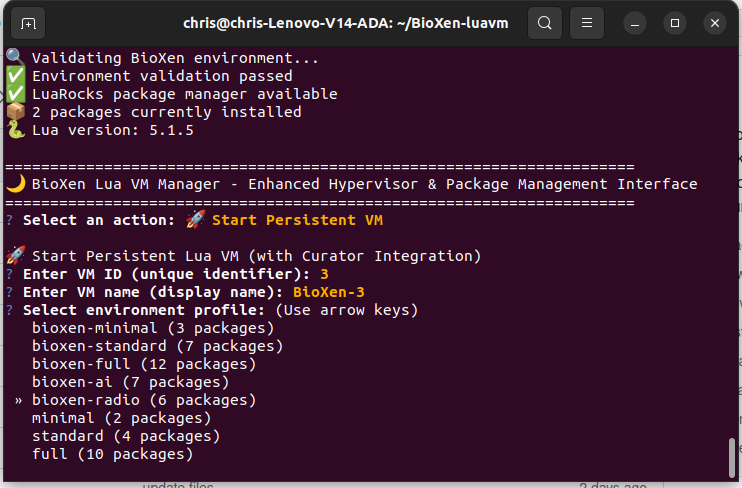 chris@chris-Lenovo-V14-ADA: ~/BioXen-luavm
Validating BioXen environment...
Environment validation passed
LuaRocks package manager available
2 packages currently installed
Lua version: 5.1.5
======================================================================
BioXen Lua VM Manager - Enhanced Hypervisor & Package Management Interface
======================================================================
? Select an action: 🚀 Start Persistent VM
🚀 Start Persistent Lua VM (with Curator Integration)
? Enter VM ID (unique identifier): 3
? Enter VM name (display name): BioXen-3
? Select environment profile: (Use arrow keys)
bioxen-minimal (3 packages)
bioxen-standard (7 packages)
bioxen-full (12 packages)
bioxen-ai (7 packages)
» bioxen-radio (6 packages)
minimal (2 packages)
standard (4 packages)
full (10 packages)
update files 2 days ago